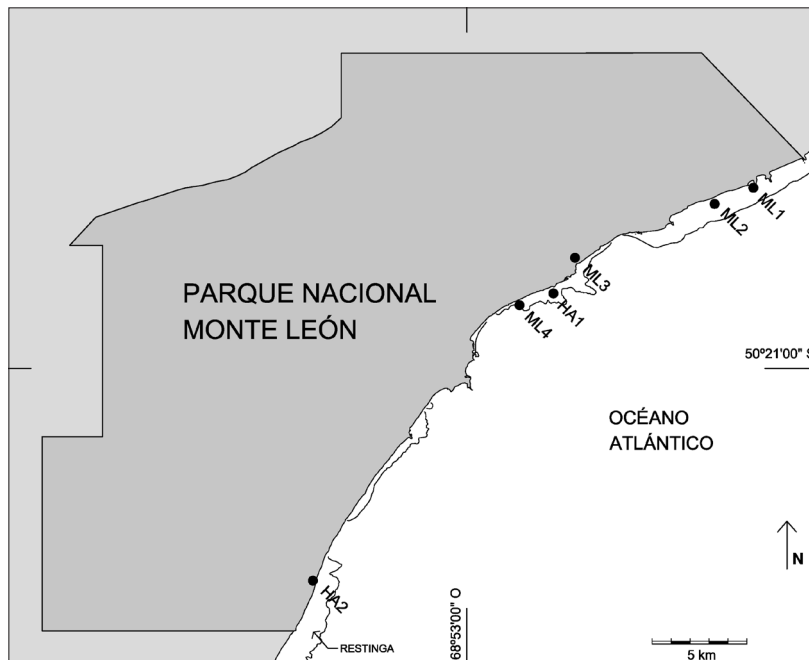 ML1
ML2
ML3
HA1
ML4
PARQUE NACIONAL
MONTE LEÓN
50º21'00" S
OCÉANO
ATLÁNTICO
N
HA2
68º53'00" O
RESTINGA
5 km